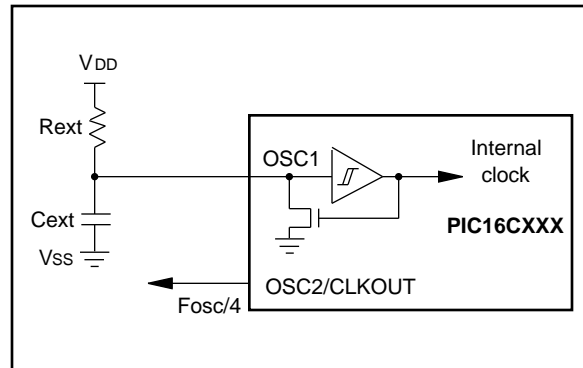 VDD
Rext
OSC1
Internal
clock
Cext
PIC16CXXX
VSS
OSC2/CLKOUT
Fosc/4